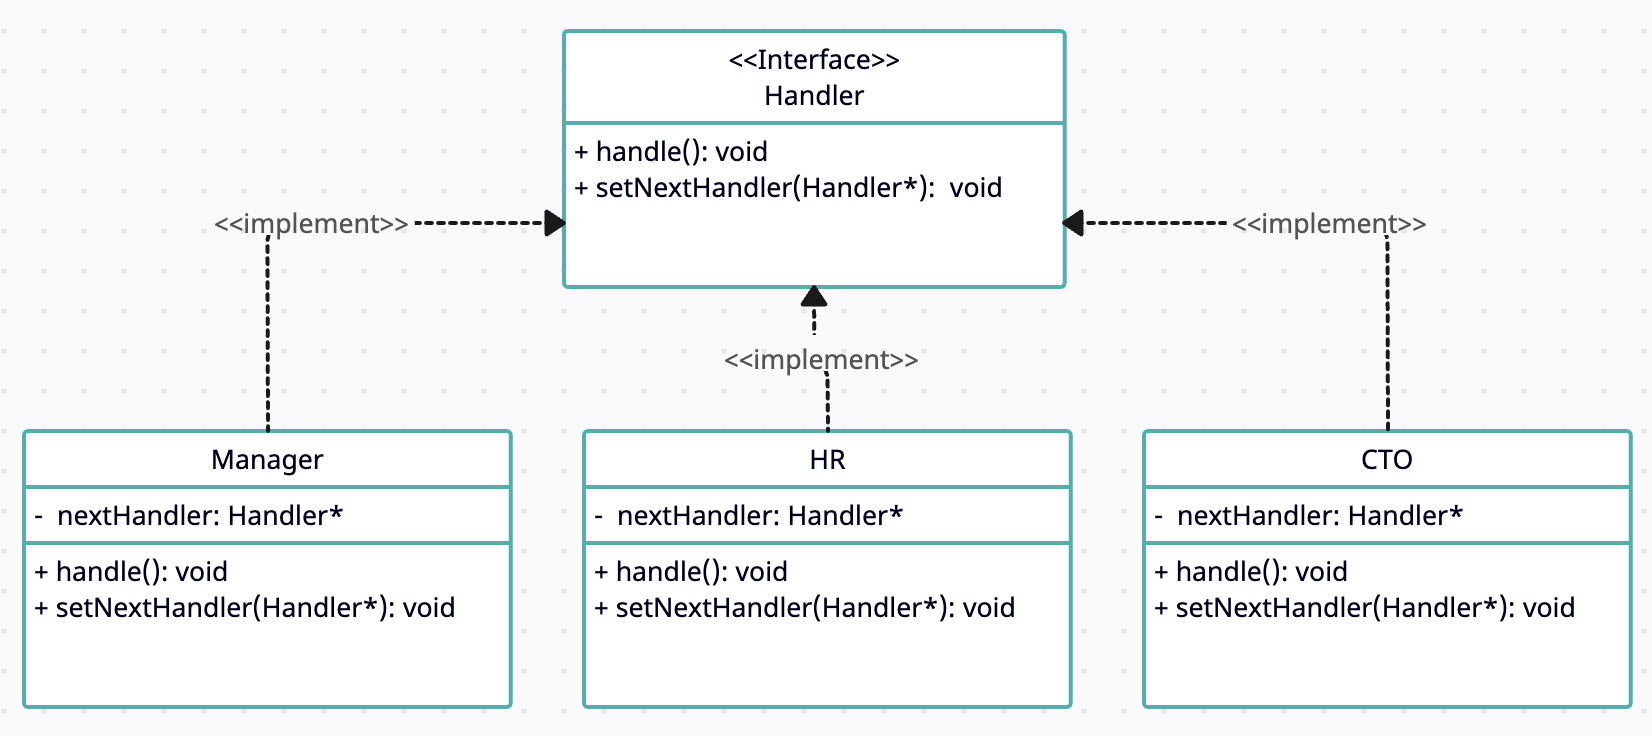 <<Interface>>
Handler
+ handle(): void
+ setNextHandler(Handler*):  void
<<implement>>
<<implement>>
<<implement>>
Manager
-  nextHandler: Handler*
+ handle(): void
+ setNextHandler(Handler*): void
HR
-  nextHandler: Handler*
+ handle(): void
+ setNextHandler(Handler*): void
CTO
-  nextHandler: Handler*
+ handle(): void
+ setNextHandler(Handler*): void